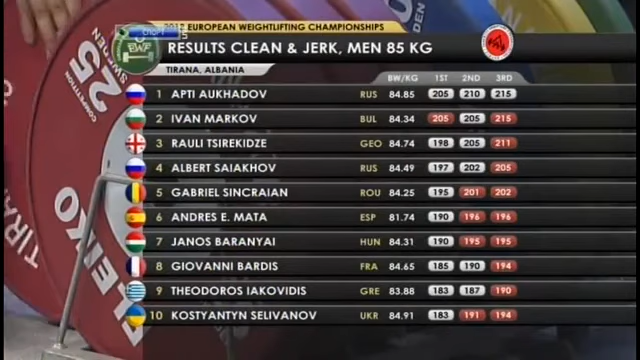 2013 EUROPEAN WEIGHTLIFTING CHAMPIONSHIPS
СПОРТ
EWF
RESULTS CLEAN & JERK, MEN 85 KG
TIRANA, ALBANIA
BW/KG 1ST 2ND 3RD
1 APTI AUKHADOV RUS 84.85 205 210 215
2 IVAN MARKOV BUL 84.34 205 205 215
3 RAULI TSIREKIDZE GEO 84.74 198 205 211
4 ALBERT SAIAKHOV RUS 84.49 197 202 205
5 GABRIEL SINCRAIAN ROU 84.25 195 201 202
6 ANDRES E. MATA ESP 81.74 190 196 196
7 JANOS BARANYAI HUN 84.31 190 195 195
8 GIOVANNI BARDIS FRA 84.65 185 190 194
9 THEODOROS IAKOVIDIS GRE 83.88 183 187 190
10 KOSTYANTYN SELIVANOV UKR 84.91 183 191 194
25
COMPETITION
SWEDEN
ELEIKO